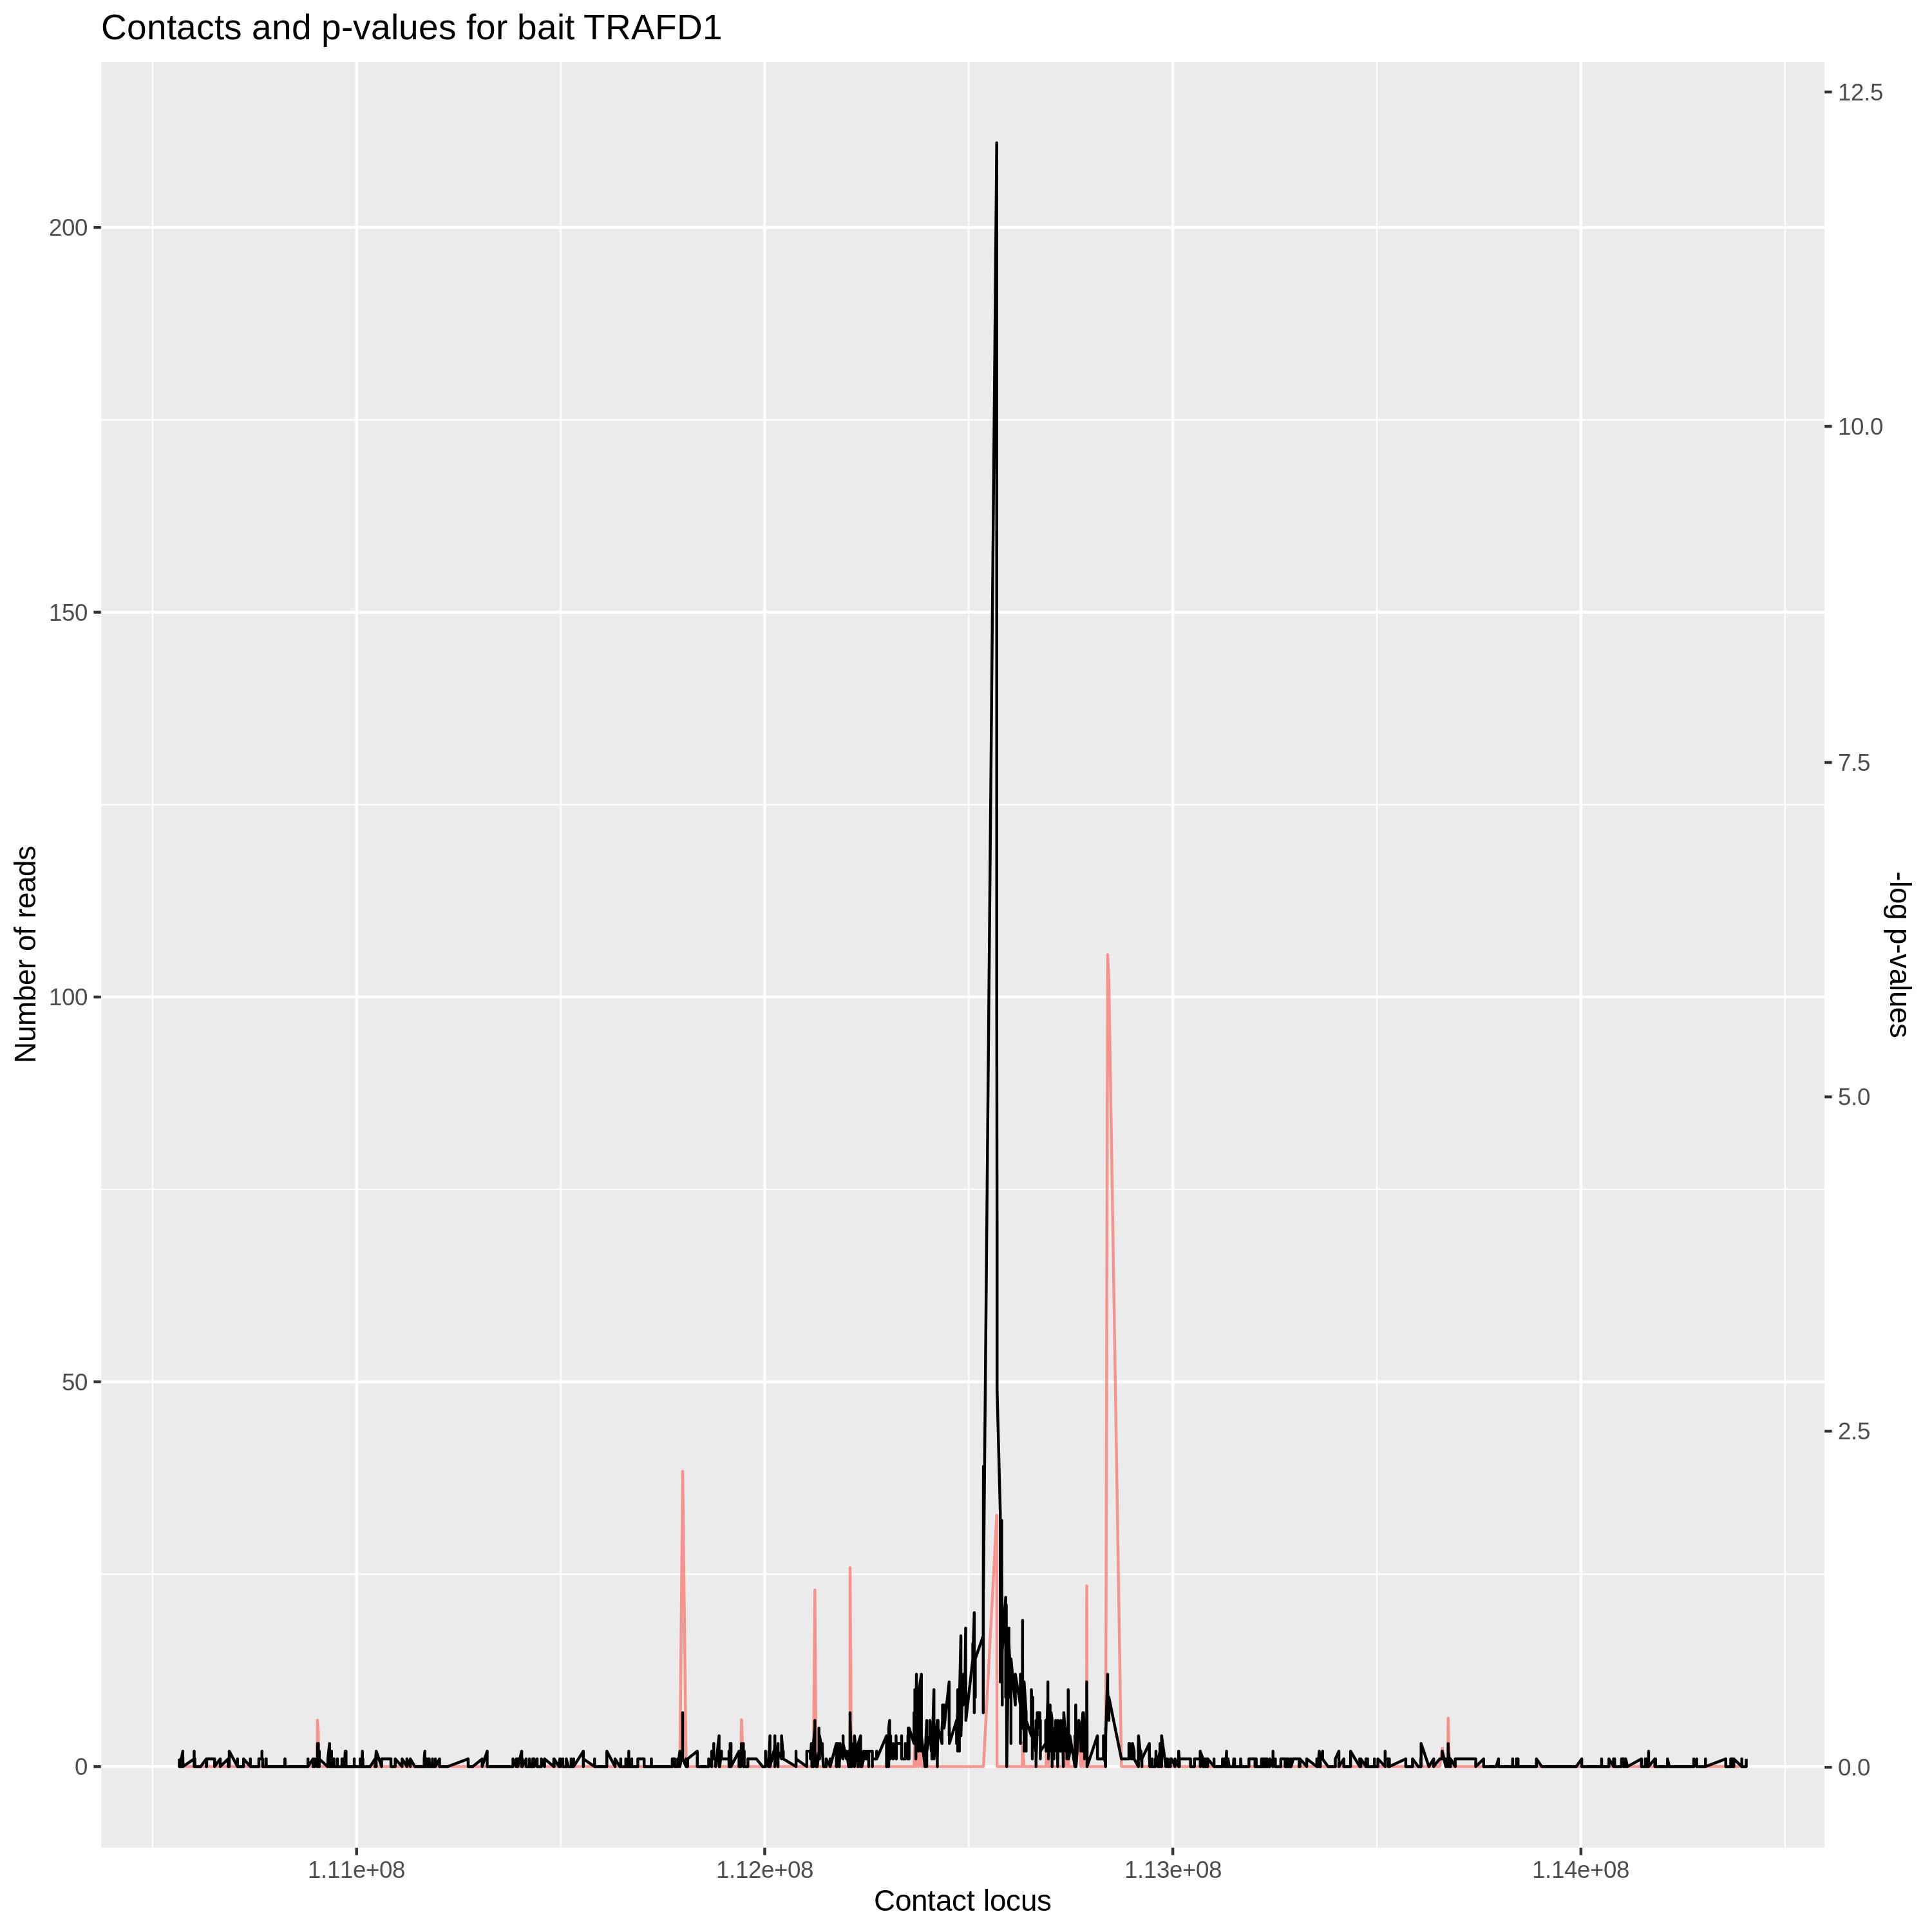 Contacts and p-values for bait TRAFD1
Number of reads
200
150
100
50
0
12.5
10.0
7.5
5.0
2.5
0.0
-log p-values
1.11e+08
1.12e+08
1.13e+08
1.14e+08
Contact locus